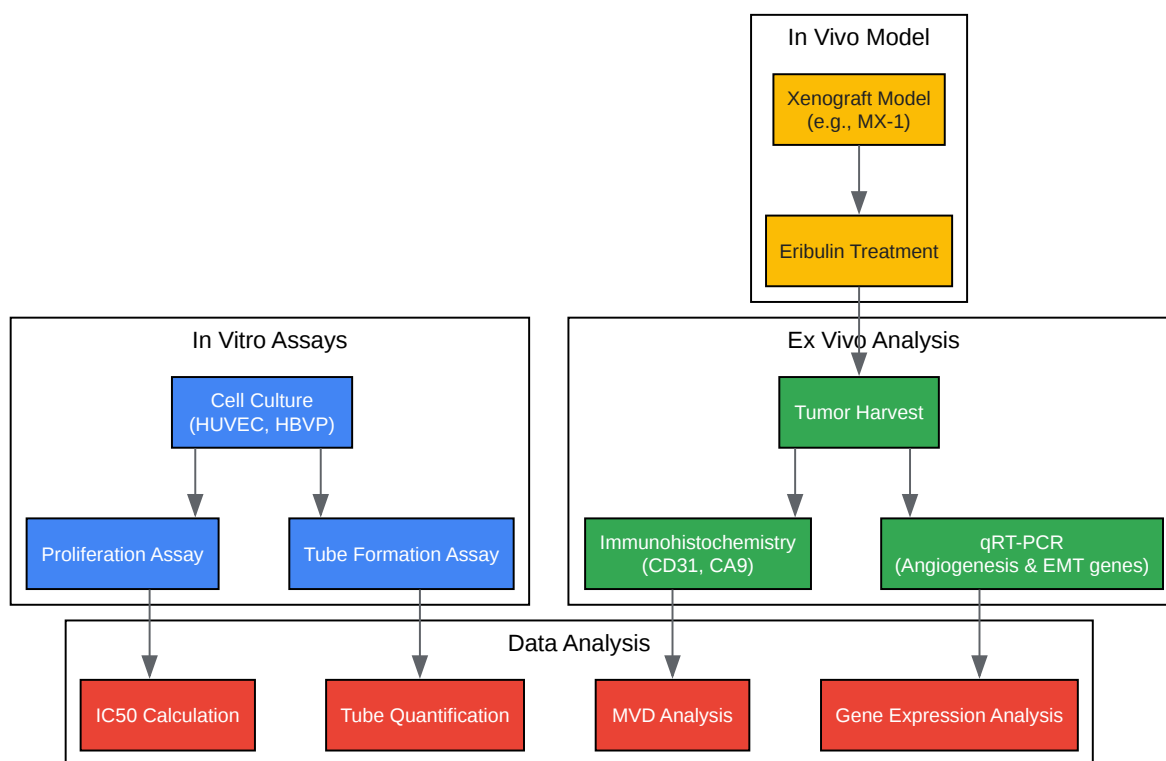 In Vivo Model
Xenograft Model
(e.g., MX-1)
Eribulin Treatment
In Vitro Assays
Cell Culture
(HUVEC, HBVP)
Proliferation Assay
Tube Formation Assay
Ex Vivo Analysis
Tumor Harvest
Immunohistochemistry
(CD31, CA9)
qRT-PCR
(Angiogenesis & EMT genes)
Data Analysis
IC50 Calculation
Tube Quantification
MVD Analysis
Gene Expression Analysis